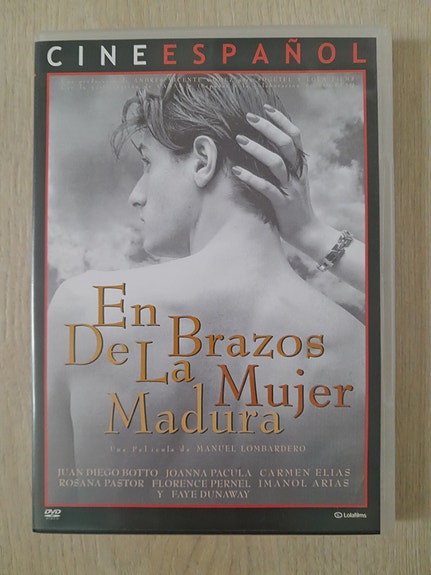 CINE ESPAÑOL
En Brazos
De La Mujer
Madura
Una Película de MANUEL LOMBARDERO
JUAN DIEGO BOTTO JOANNA PACULA CARMEN ELIAS
ROSANA PASTOR FLORENCE PERNEL IMANOL ARIAS
Y FAYE DUNAWAY
DVD
Lolafilms